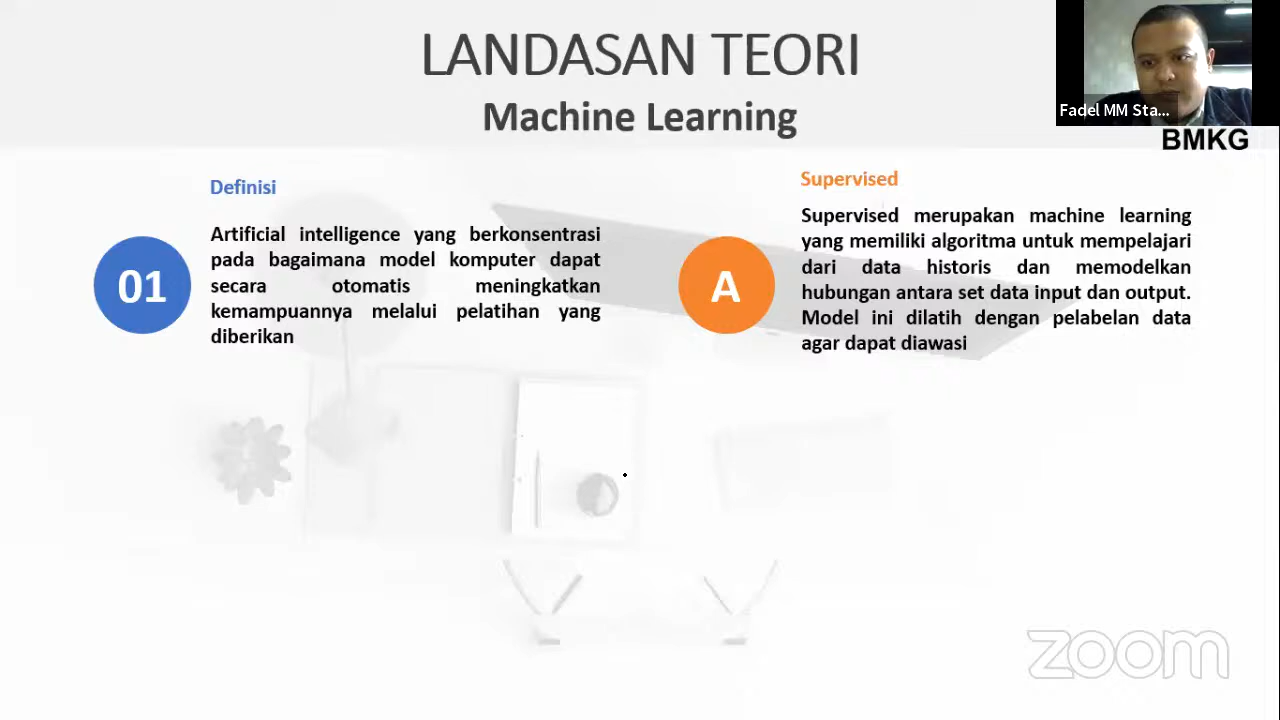 LANDASAN TEORI
Machine Learning
Fadel MM Sta...
BMKG
Definisi
01
Artificial intelligence yang berkonsentrasi
pada bagaimana model komputer dapat
secara otomatis meningkatkan
kemampuannya melalui pelatihan yang
diberikan
Supervised
A
Supervised merupakan machine learning
yang memiliki algoritma untuk mempelajari
dari data historis dan memodelkan
hubungan antara set data input dan output.
Model ini dilatih dengan pelabelan data
agar dapat diawasi
zoom